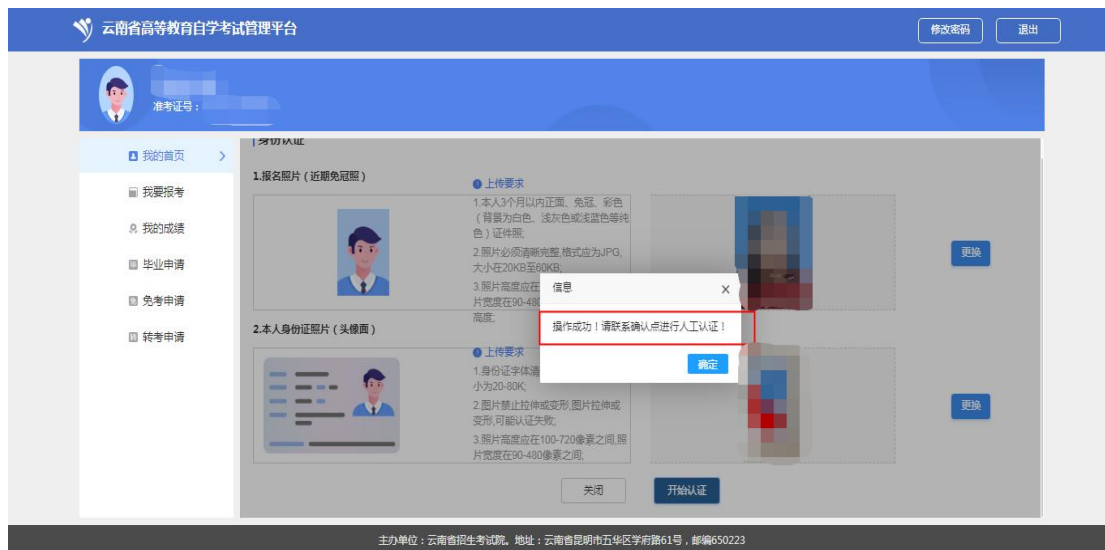 云南省高等教育自学考试管理平台
修改密码
退出
准考证号：
我的首页
我要报考
我的成绩
毕业申请
免考申请
转考申请
身份认证
1.报名照片（近期免冠照）
上传要求
1.本人3个月以内正面、免冠、彩色
（背景为白色、浅灰色或浅蓝色等纯
色）证件照;
2.照片必须清晰完整,格式应为JPG,
大小在20KB至60KB;
3.照片高度应在
片宽度在90-480
高度;
更换
信息
操作成功！请联系确认点进行人工认证！
确定
2.本人身份证照片（头像面）
上传要求
1.身份证字体清
小为20-80K;
2.图片禁止拉伸或变形,图片拉伸或
变形,可能认证失败;
3.照片高度应在100-720像素之间,照
片宽度在90-480像素之间;
更换
关闭
开始认证
主办单位：云南省招生考试院。地址：云南省昆明市五华区学府路61号，邮编650223